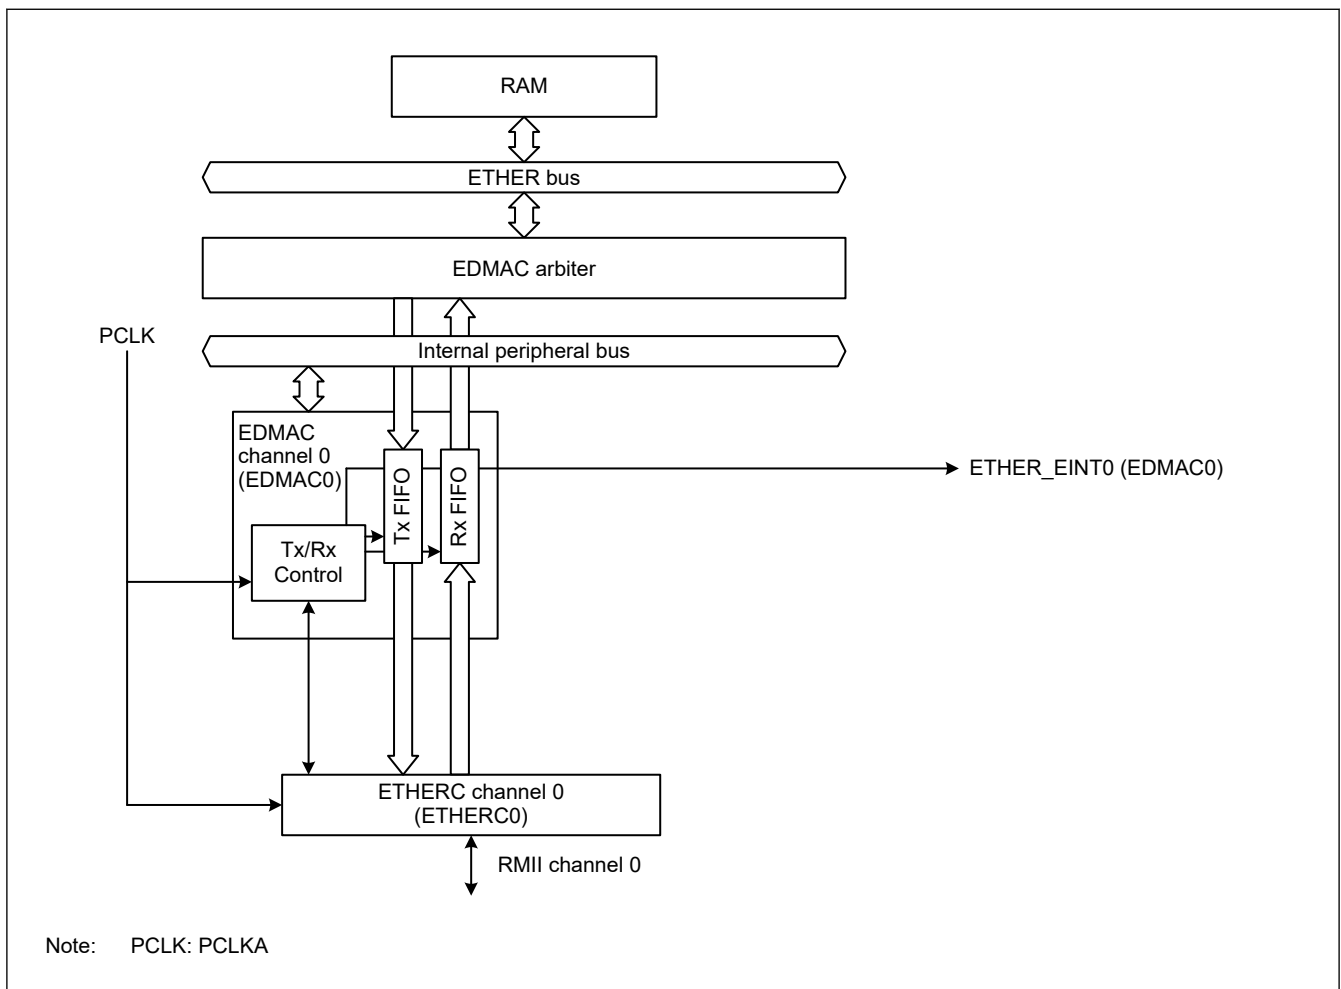 RAM
ETHER bus
EDMAC arbiter
PCLK
Internal peripheral bus
EDMAC
channel 0
(EDMAC0)
Tx FIFO
Rx FIFO
ETHER_EINT0 (EDMAC0)
Tx/Rx
Control
ETHERC channel 0
(ETHERC0)
RMII channel 0
Note: PCLK: PCLKA